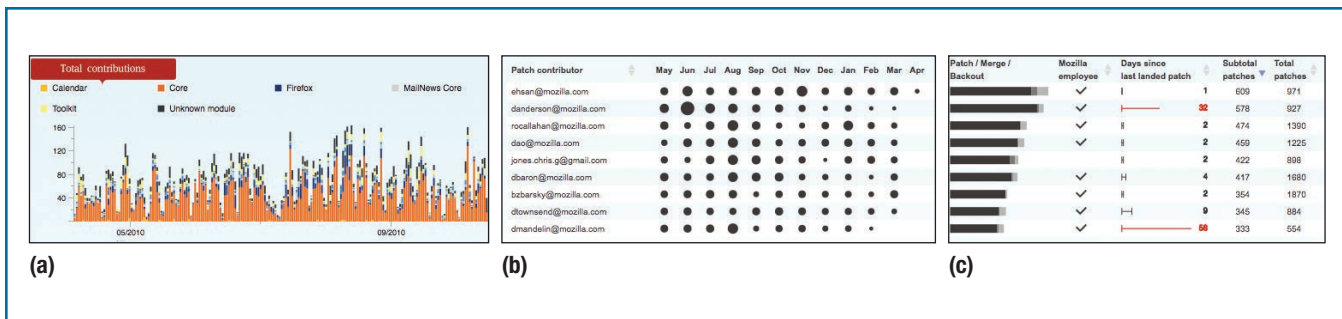 Total contributions
Calendar Core Firefox MailNews Core
Toolkit Unknown module
160
120
80
40
05/2010 09/2010
(a)
Patch contributor May Jun Jul Aug Sep Oct Nov Dec Jan Feb Mar Apr
ehsan@mozilla.com
danderson@mozilla.com
rocallahan@mozilla.com
dao@mozilla.com
jones.chris.g@gmail.com
dbaron@mozilla.com
bzbarsky@mozilla.com
dtownsend@mozilla.com
dmandelin@mozilla.com
(b)
Patch / Merge / Mozilla Days since Subtotal Total
Backout employee last landed patch patches patches
1 609 971
32 578 927
2 474 1390
2 459 1225
2 422 898
4 417 1680
2 354 1870
9 345 884
56 333 554
(c)